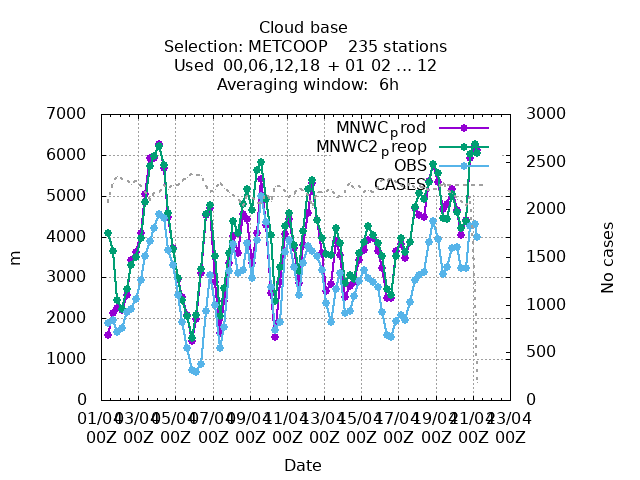 Cloud base
Selection: METCOOP    235 stations
Used 00,06,12,18 + 01 02 ... 12
Averaging window:  6h
7000
6000
5000
4000
3000
2000
1000
0
m
3000
2500
2000
1500
1000
500
0
No cases
MNWC_prod
MNWC2_preop
OBS
CASES
01/04 03/04 05/04 07/04 09/04 11/04 13/04 15/04 17/04 19/04 21/04 23/04
00Z 00Z 00Z 00Z 00Z 00Z 00Z 00Z 00Z 00Z 00Z 00Z
Date